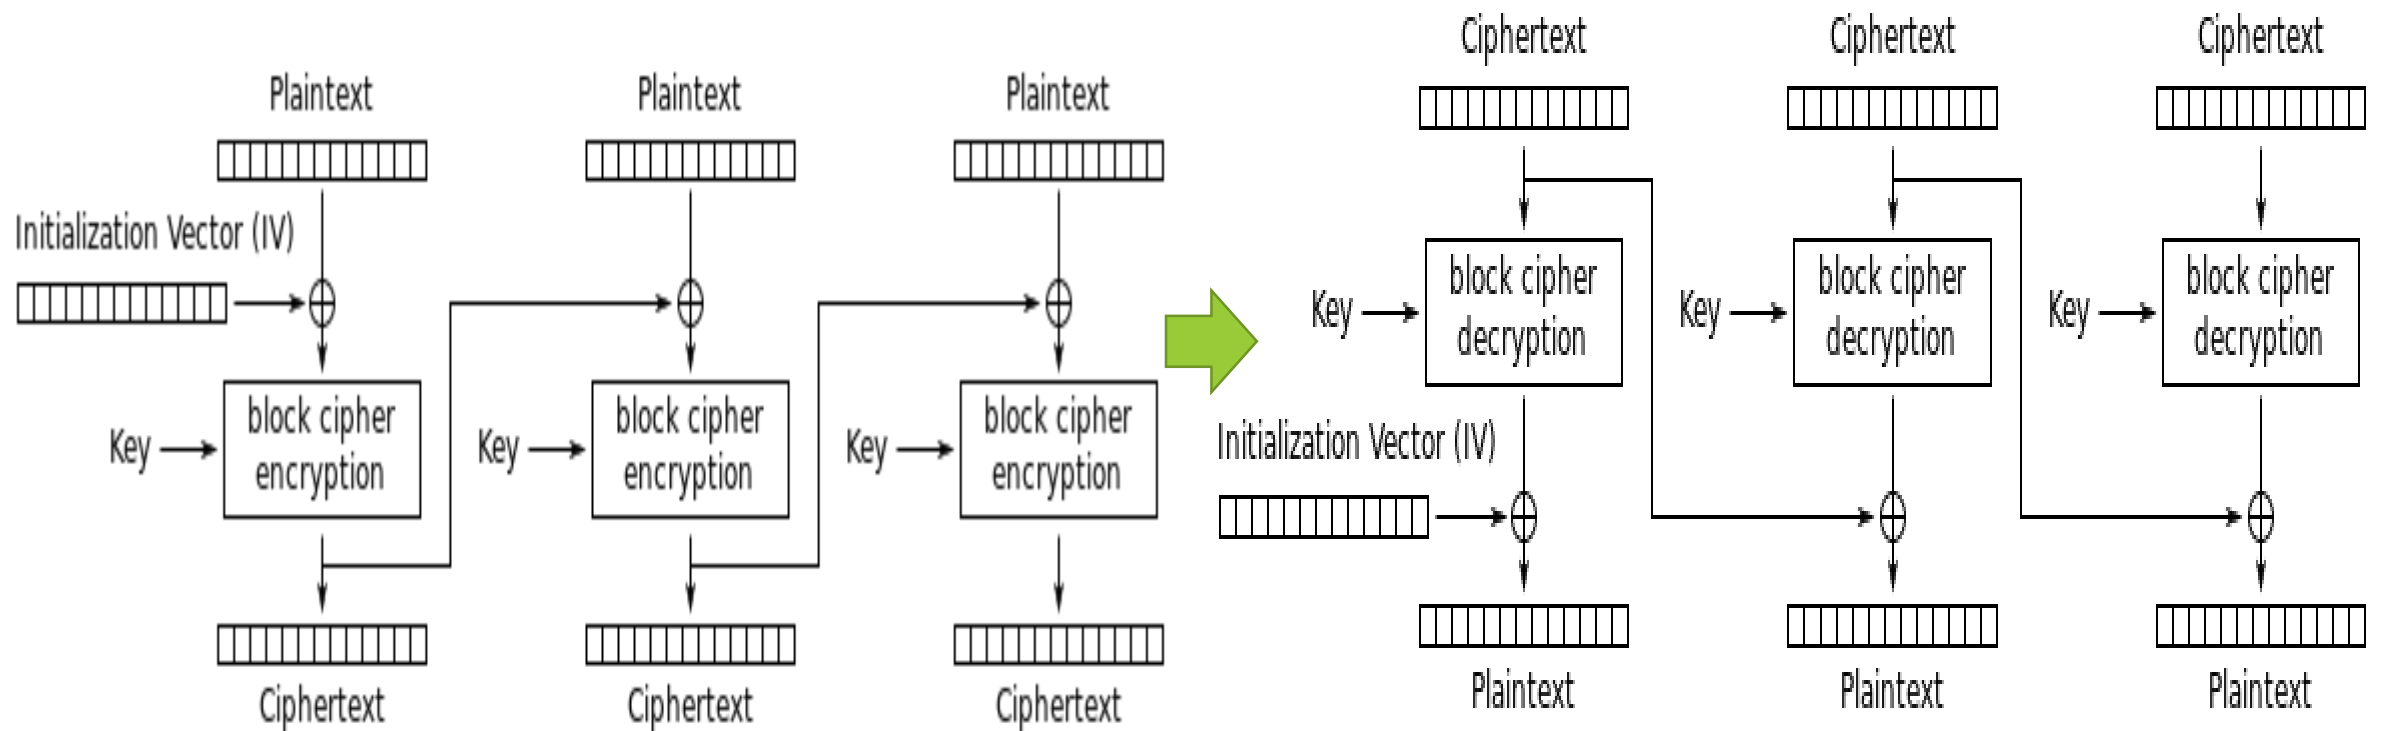 Plaintext
Plaintext
Plaintext
Initialization Vector (IV)
Key
block cipher
encryption
Key
block cipher
encryption
Key
block cipher
encryption
Ciphertext
Ciphertext
Ciphertext
Ciphertext
Ciphertext
Ciphertext
Key
block cipher
decryption
Key
block cipher
decryption
Key
block cipher
decryption
Initialization Vector (IV)
Plaintext
Plaintext
Plaintext